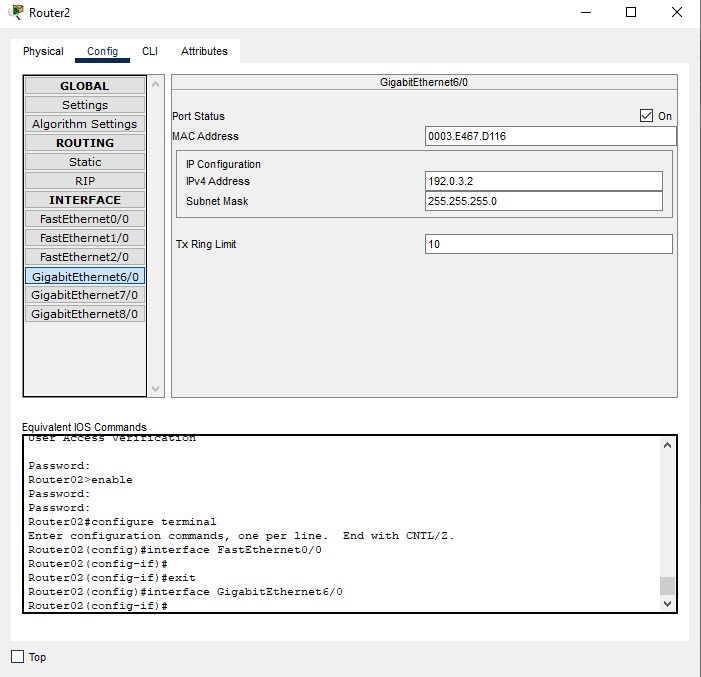 Router2
Physical Config CLI Attributes
GLOBAL
Settings
Algorithm Settings
ROUTING
Static
RIP
INTERFACE
FastEthernet0/0
FastEthernet1/0
FastEthernet2/0
GigabitEthernet6/0
GigabitEthernet7/0
GigabitEthernet8/0
GigabitEthernet6/0
Port Status On
MAC Address 0003.E467.D116
IP Configuration
IPv4 Address 192.0.3.2
Subnet Mask 255.255.255.0
Tx Ring Limit 10
Equivalent IOS Commands
User Access Verification
Password:
Router02>enable
Password:
Password:
Router02#configure terminal
Enter configuration commands, one per line.  End with CNTL/Z.
Router02(config)#interface FastEthernet0/0
Router02(config-if)#
Router02(config-if)#exit
Router02(config)#interface GigabitEthernet6/0
Router02(config-if)#
Top